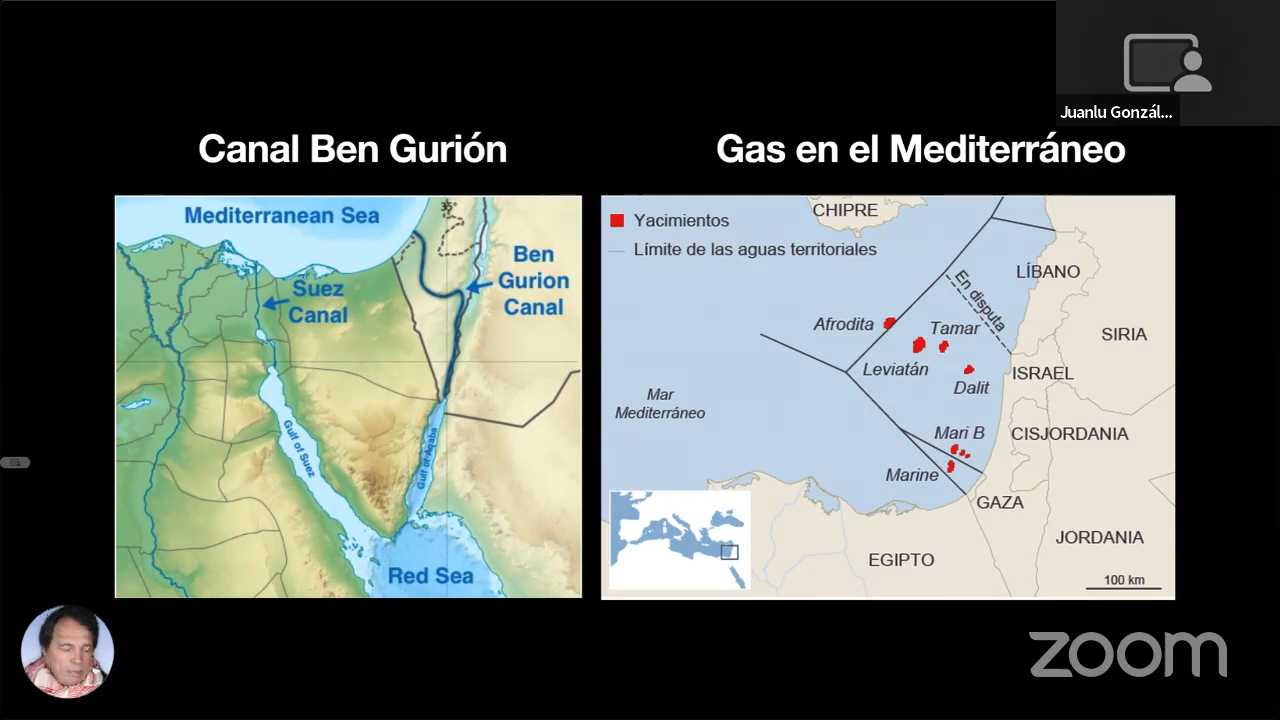 Juanlu Gonzál...
Canal Ben Gurión
Gas en el Mediterráneo
Mediterranean Sea
35°
Ben
Gurion
Canal
Suez
Canal
Gulf of Suez
Gulf of Aqaba
Red Sea
Yacimientos
Límite de las aguas territoriales
CHIPRE
LÍBANO
En disputa
SIRIA
Afrodita
Tamar
Leviatán
Dalit
ISRAEL
Mar
Mediterráneo
Mari B
CISJORDANIA
Marine
GAZA
JORDANIA
EGIPTO
100 km
zoom